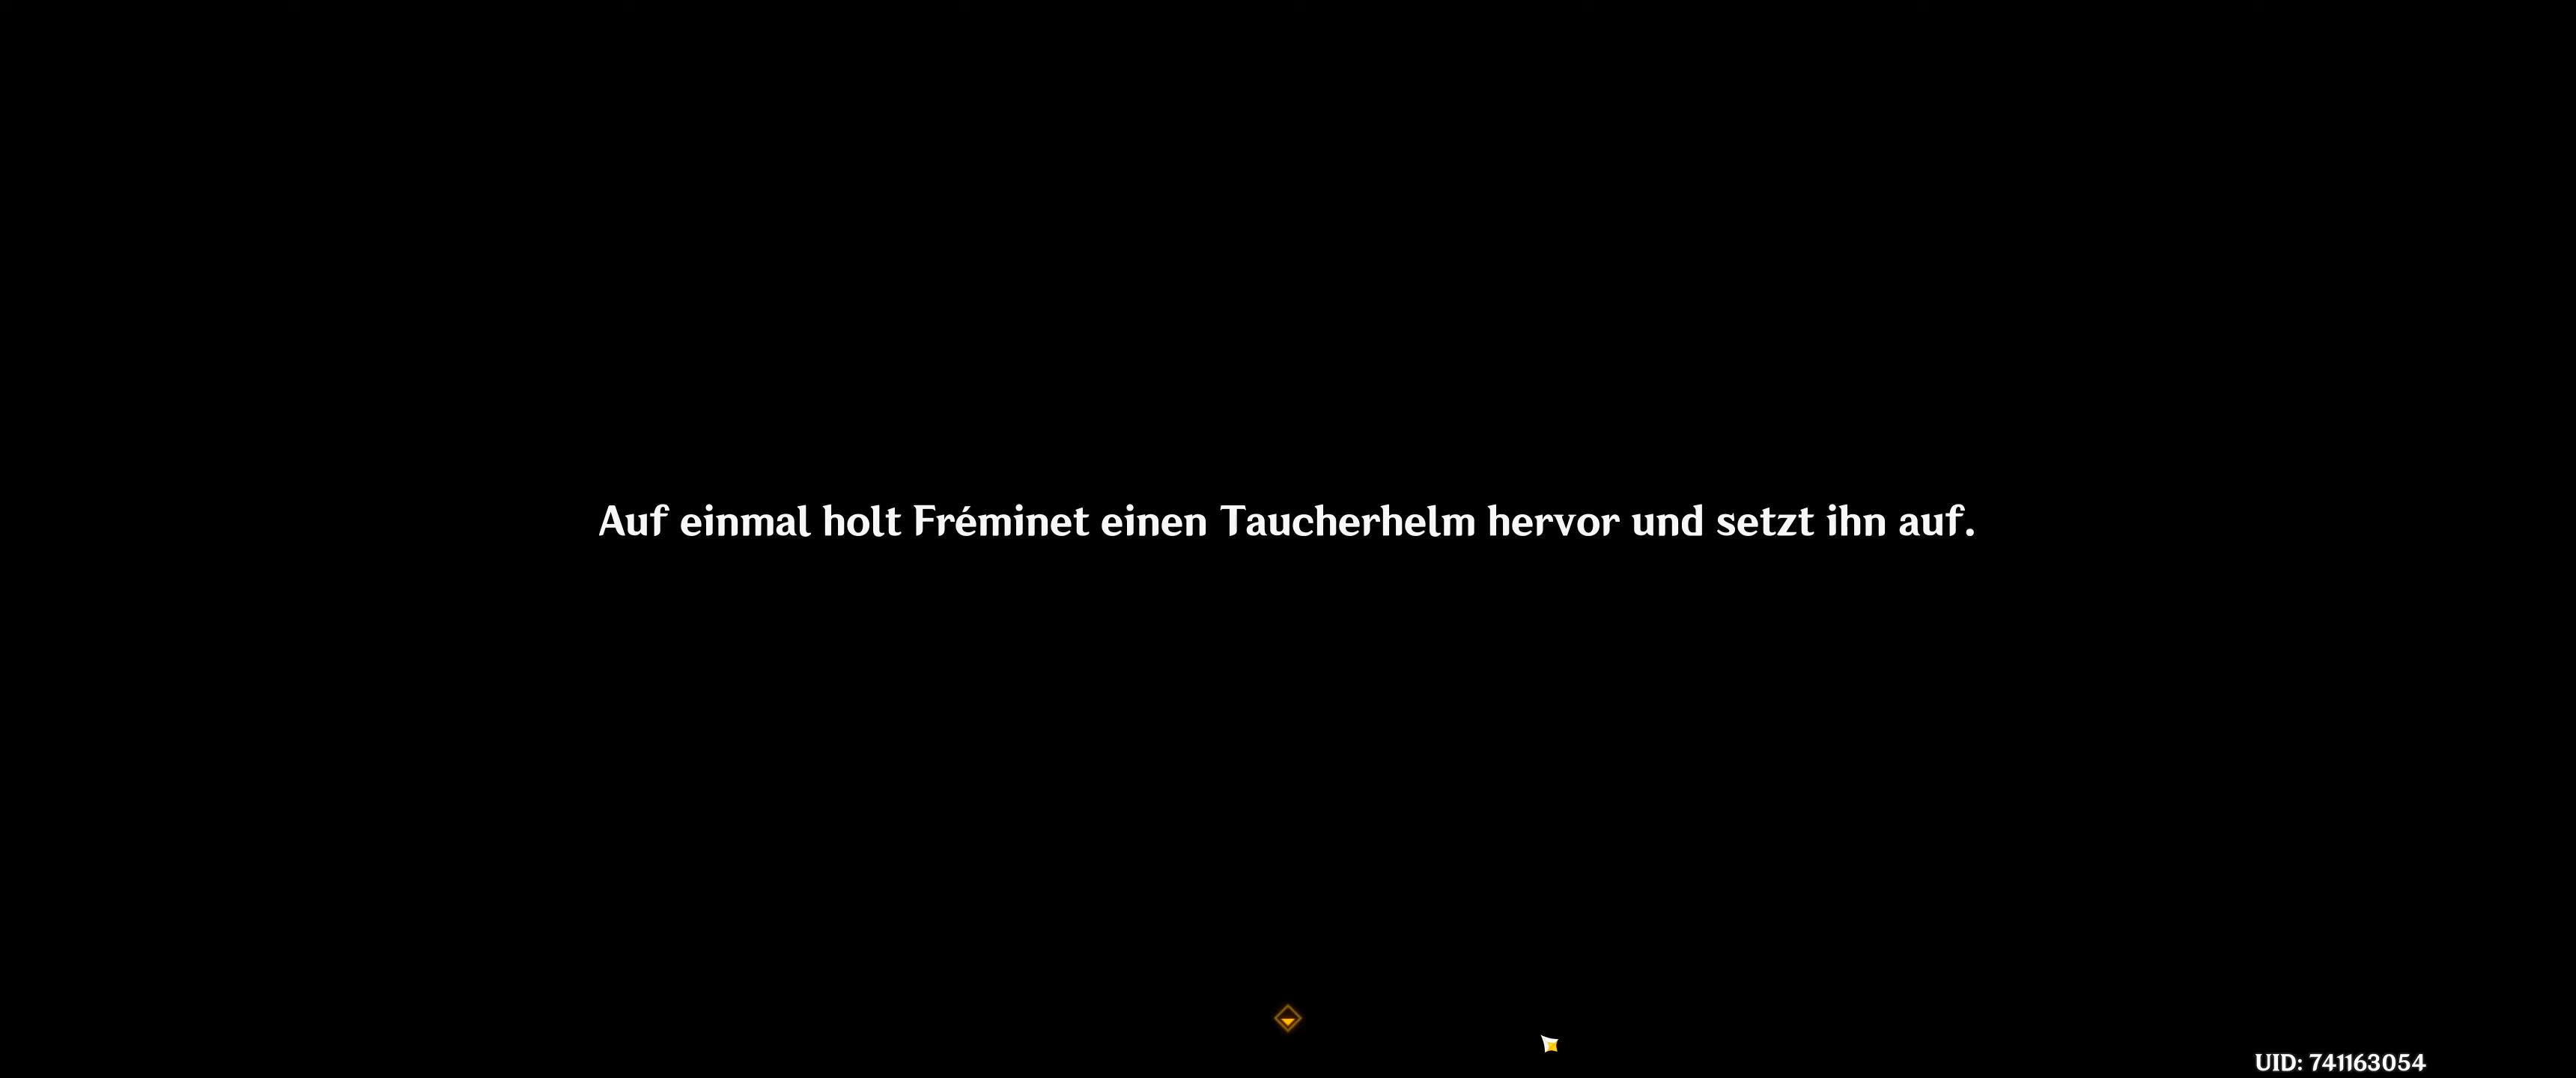 Auf einmal holt Fréminet einen Taucherhelm hervor und setzt ihn auf.
UID: 741163054